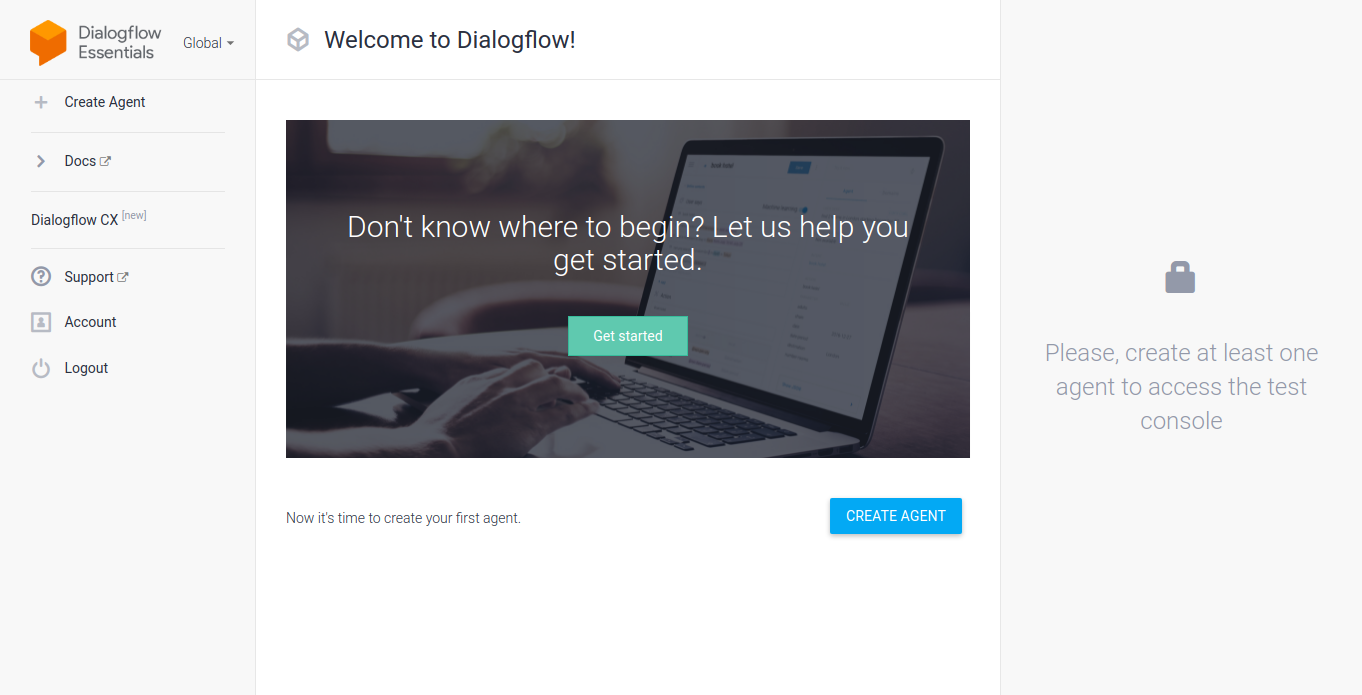 Dialogflow
Essentials
Global
Create Agent
Docs
Dialogflow CX [new]
Support
Account
Logout
Welcome to Dialogflow!
Don't know where to begin? Let us help you
get started.
Get started
Now it's time to create your first agent.
CREATE AGENT
Please, create at least one
agent to access the test
console